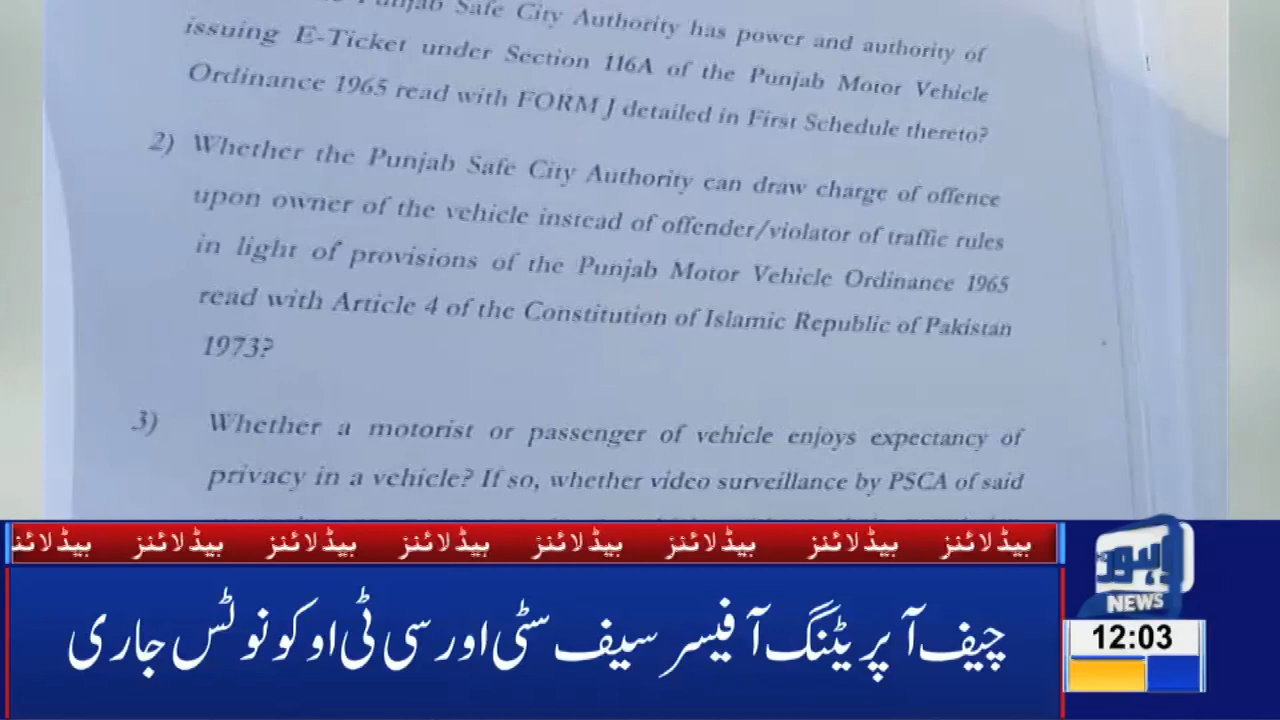 Punjab Safe City Authority has power and authority of
issuing E-Ticket under Section 116A of the Punjab Motor Vehicle
Ordinance 1965 read with FORM J detailed in First Schedule thereto?
2) Whether the Punjab Safe City Authority can draw charge of offence
upon owner of the vehicle instead of offender/violator of traffic rules
in light of provisions of the Punjab Motor Vehicle Ordinance 1965
read with Article 4 of the Constitution of Islamic Republic of Pakistan
1973?
3) Whether a motorist or passenger of vehicle enjoys expectancy of
privacy in a vehicle? If so, whether video surveillance by PSCA of said
ہیڈلائنز ہیڈلائنز ہیڈلائنز ہیڈلائنز ہیڈلائنز ہیڈلائنز ہیڈلائنز ہیڈلائنز
لاہور
NEWS
12:03
چیف آپریٹنگ آفیسر سیف سٹی اور سی ٹی او کو نوٹس جاری